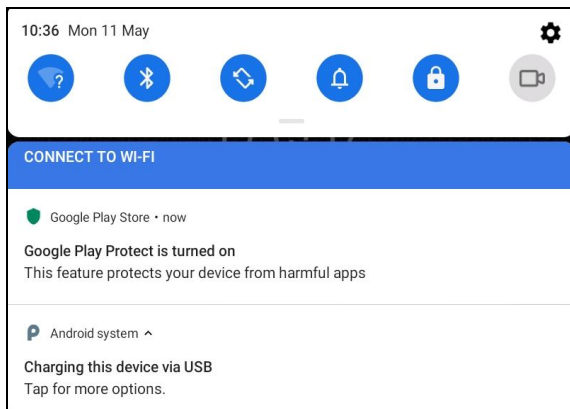 10:36 Mon 11 May
?
CONNECT TO WI-FI
Google Play Store • now
Google Play Protect is turned on
This feature protects your device from harmful apps
Android system
Charging this device via USB
Tap for more options.